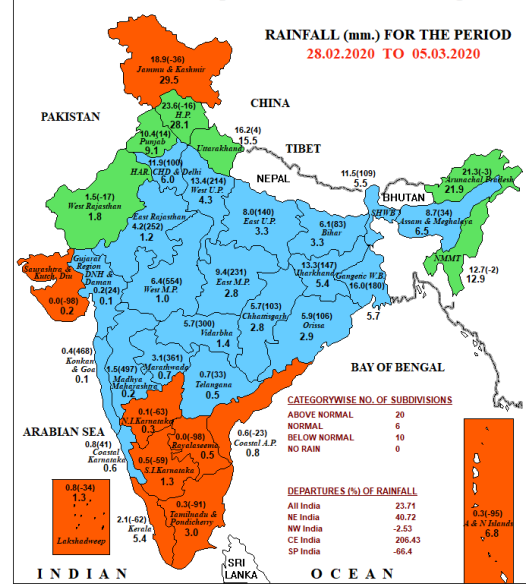 RAINFALL (mm.) FOR THE PERIOD
28.02.2020 TO 05.03.2020
18.9(-36)
Jammu & Kashmir
29.5
CHINA
PAKISTAN
23.6(-16)
H.P.
28.1
10.4(14)
Punjab
9.1
Uttarakhand
16.2(4)
15.5
TIBET
11.9(100)
HAR. CHD & Delhi
6.0
13.4(214)
West U.P.
4.3
NEPAL
11.5(109)
5.5
BHUTAN
21.3(-3)
Arunachal Pradesh
21.9
1.5(-17)
West Rajasthan
1.8
East Rajasthan
4.2(252)
1.2
8.0(140)
East U.P.
3.3
6.1(83)
Bihar
3.3
SHWB
8.7(34)
Assam & Meghalaya
6.5
NMMT
12.7(-2)
12.9
Saurashtra &
Kutch, Diu
0.0(-98)
0.2
Gujarat
Region
DNH &
Daman
0.2(24)
0.1
6.4(554)
West M.P.
1.0
9.4(231)
East M.P.
2.8
13.3(147)
Jharkhand
5.4
Gangetic W.B.
16.0(180)
5.7
5.7(103)
Chhattisgarh
2.8
5.9(106)
Orissa
2.9
5.7(300)
Vidarbha
1.4
0.4(468)
Konkan
& Goa
0.1
1.5(497)
Madhya
Maharashtra
0.2
3.1(361)
Marathwada
0.7
0.7(33)
Telangana
0.5
BAY OF BENGAL
ARABIAN SEA
0.1(-63)
N.I.Karnataka
0.3
0.0(-98)
Rayalaseema
0.5
0.6(-23)
Coastal A.P.
0.8
0.8(41)
Coastal
Karnataka
0.6
0.5(-59)
S.I.Karnataka
1.3
CATEGORYWISE NO. OF SUBDIVISIONS
ABOVE NORMAL 20
NORMAL 6
BELOW NORMAL 10
NO RAIN 0
0.8(-34)
1.3
Lakshadweep
2.1(-62)
Kerala
5.4
0.3(-91)
Tamilnadu &
Pondicherry
3.0
DEPARTURES (%) OF RAINFALL
All India 23.71
NE India 40.72
NW India -2.53
CE India 206.43
SP India -66.4
0.3(-95)
A & N Islands
6.8
SRI
LANKA
INDIAN OCEAN